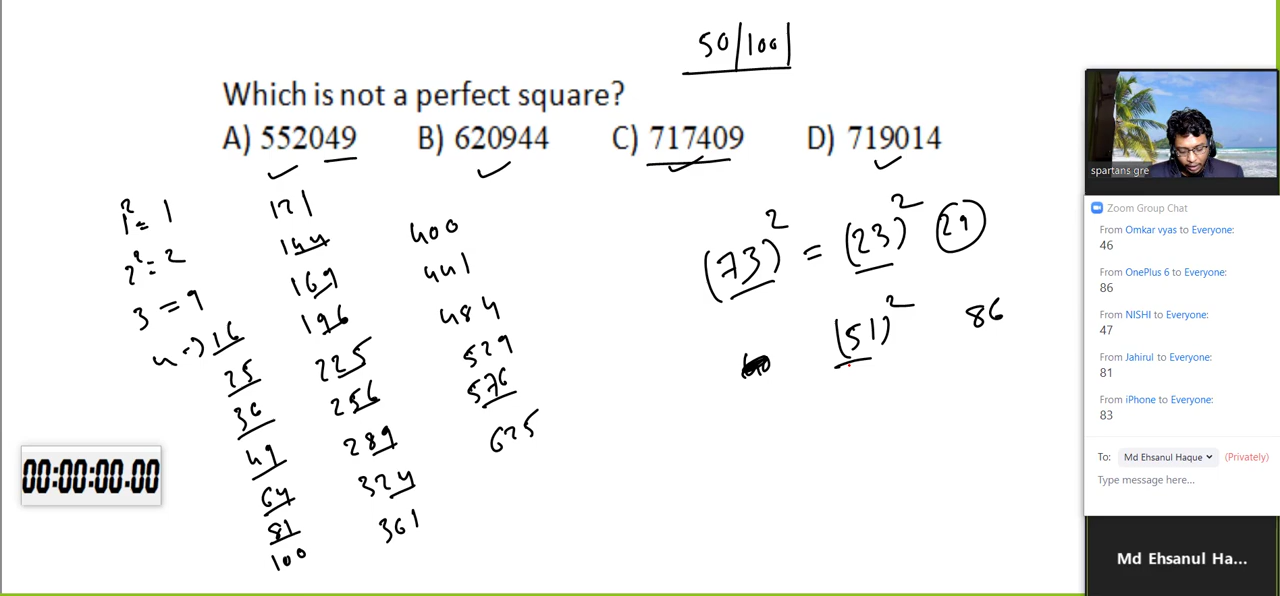 50/100
Which is not a perfect square?
A) 552049 B) 620944 C) 717409 D) 719014
1² = 1
2² = 2
3 = 9
4 -> 16
25
36
49
64
81
100
121
144
169
196
225
256
289
324
361
400
441
484
529
576
625
(73)² = (23)² 29
(51)² 86
00:00:00.00
spartans gre
Zoom Group Chat
From Omkar vyas to Everyone:
46
From OnePlus 6 to Everyone:
86
From NISHI to Everyone:
47
From Jahirul to Everyone:
81
From iPhone to Everyone:
83
To: Md Ehsanul Haque (Privately)
Type message here...
Md Ehsanul Ha...